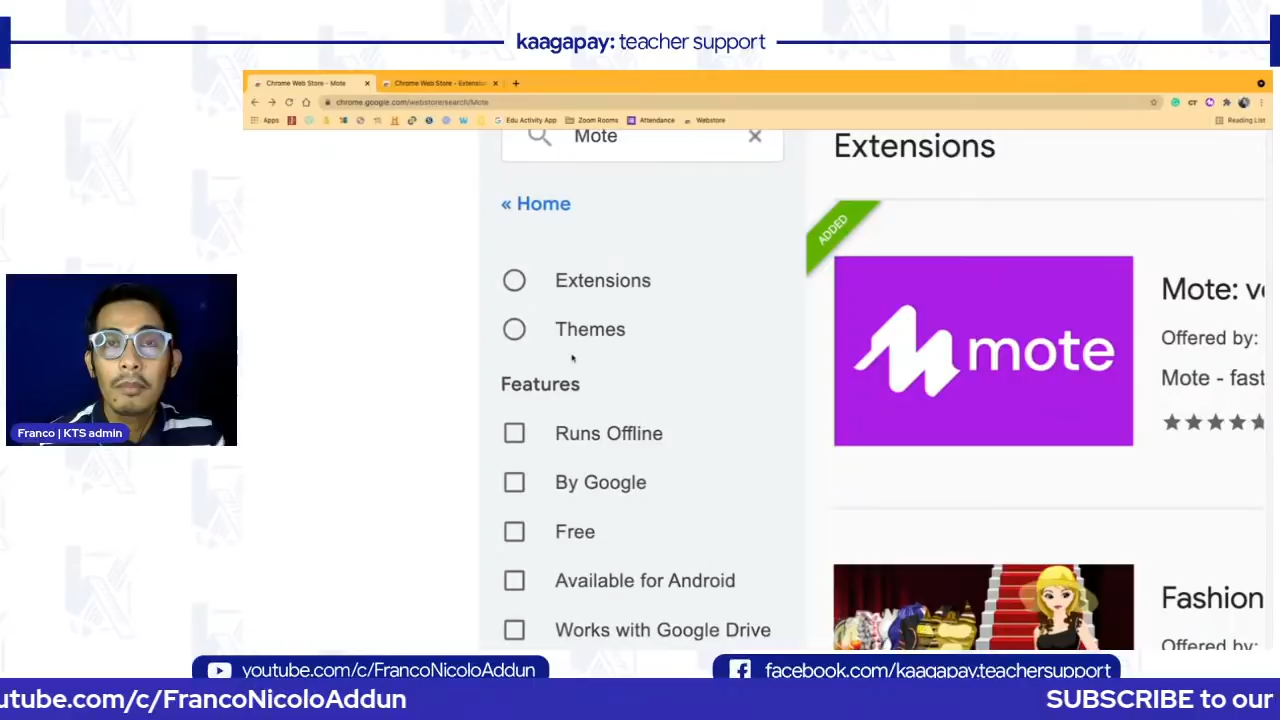 kaagapay: teacher support
Chrome Web Store - Mote
Chrome Web Store - Extension
chrome.google.com/webstore/search/Mote
Apps
Edu Activity App
Zoom Rooms
Attendance
Webstore
Reading List
Mote
Extensions
« Home
ADDED
Extensions
Themes
Features
Runs Offline
By Google
Free
Available for Android
Works with Google Drive
mote
Mote: v
Offered by:
Mote - fast
Fashion
Offered by:
Franco | KTS admin
youtube.com/c/FrancoNicoloAddun
facebook.com/kaagapay.teachersupport
utube.com/c/FrancoNicoloAddun
SUBSCRIBE to our